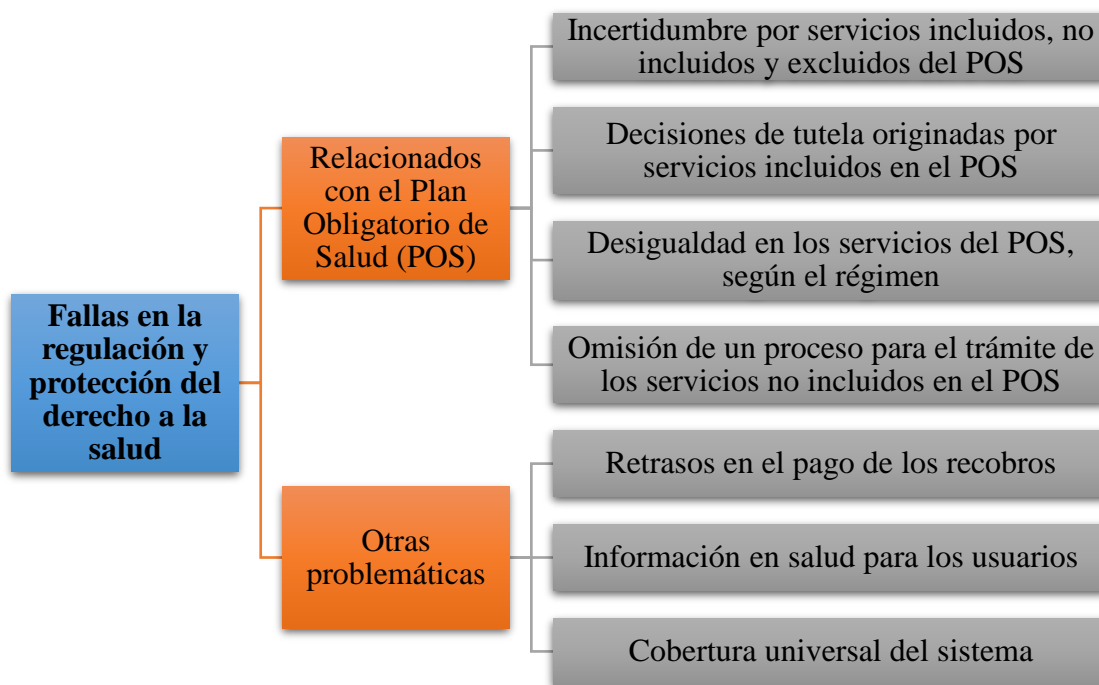 Fallas en la
regulación y
protección del
derecho a la
salud
Relacionados
con el Plan
Obligatorio de
Salud (POS)
Incertidumbre por servicios incluidos, no
incluidos y excluidos del POS
Decisiones de tutela originadas por
servicios incluidos en el POS
Desigualdad en los servicios del POS,
según el régimen
Omisión de un proceso para el trámite de
los servicios no incluidos en el POS
Otras
problemáticas
Retrasos en el pago de los recobros
Información en salud para los usuarios
Cobertura universal del sistema